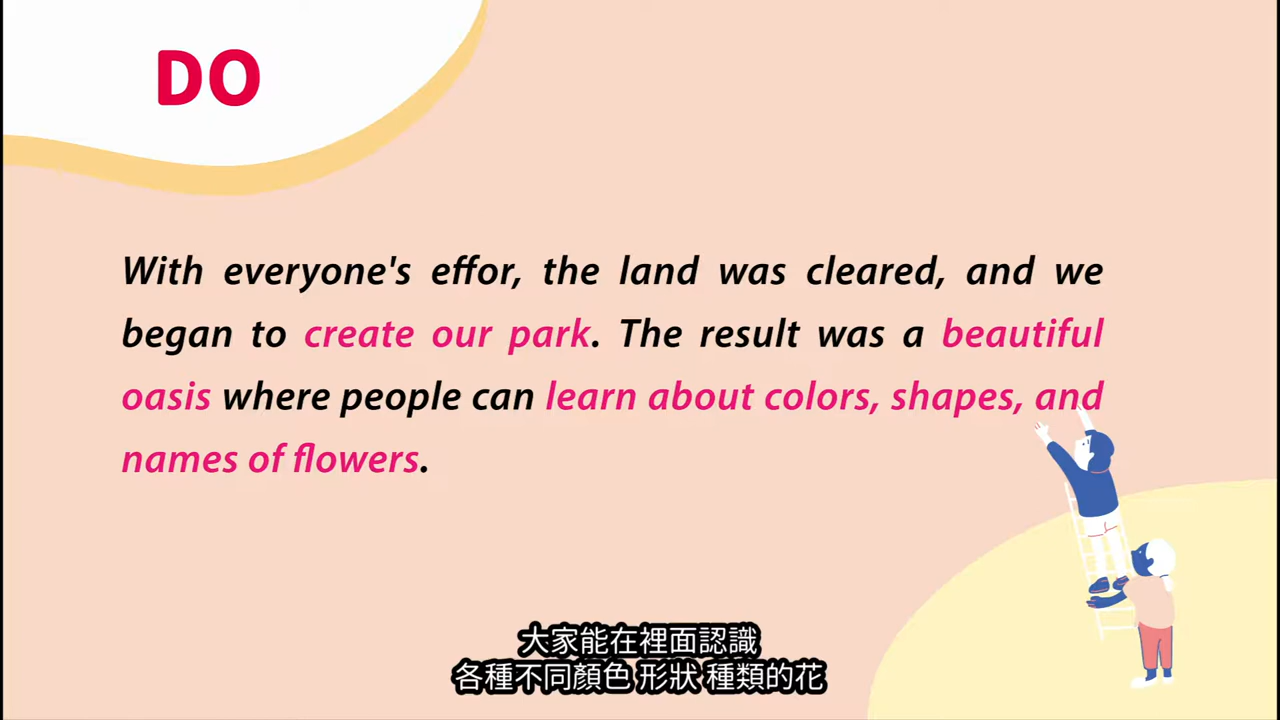 DO
With everyone's effor, the land was cleared, and we
began to create our park. The result was a beautiful
oasis where people can learn about colors, shapes, and
names of flowers.
大家能在裡面認識
各種不同顏色 形狀 種類的花